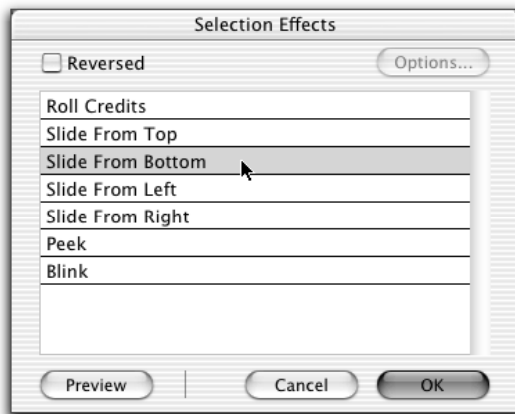 Selection Effects
Reversed
Options...
Roll Credits
Slide From Top
Slide From Bottom
Slide From Left
Slide From Right
Peek
Blink
Preview
Cancel
OK